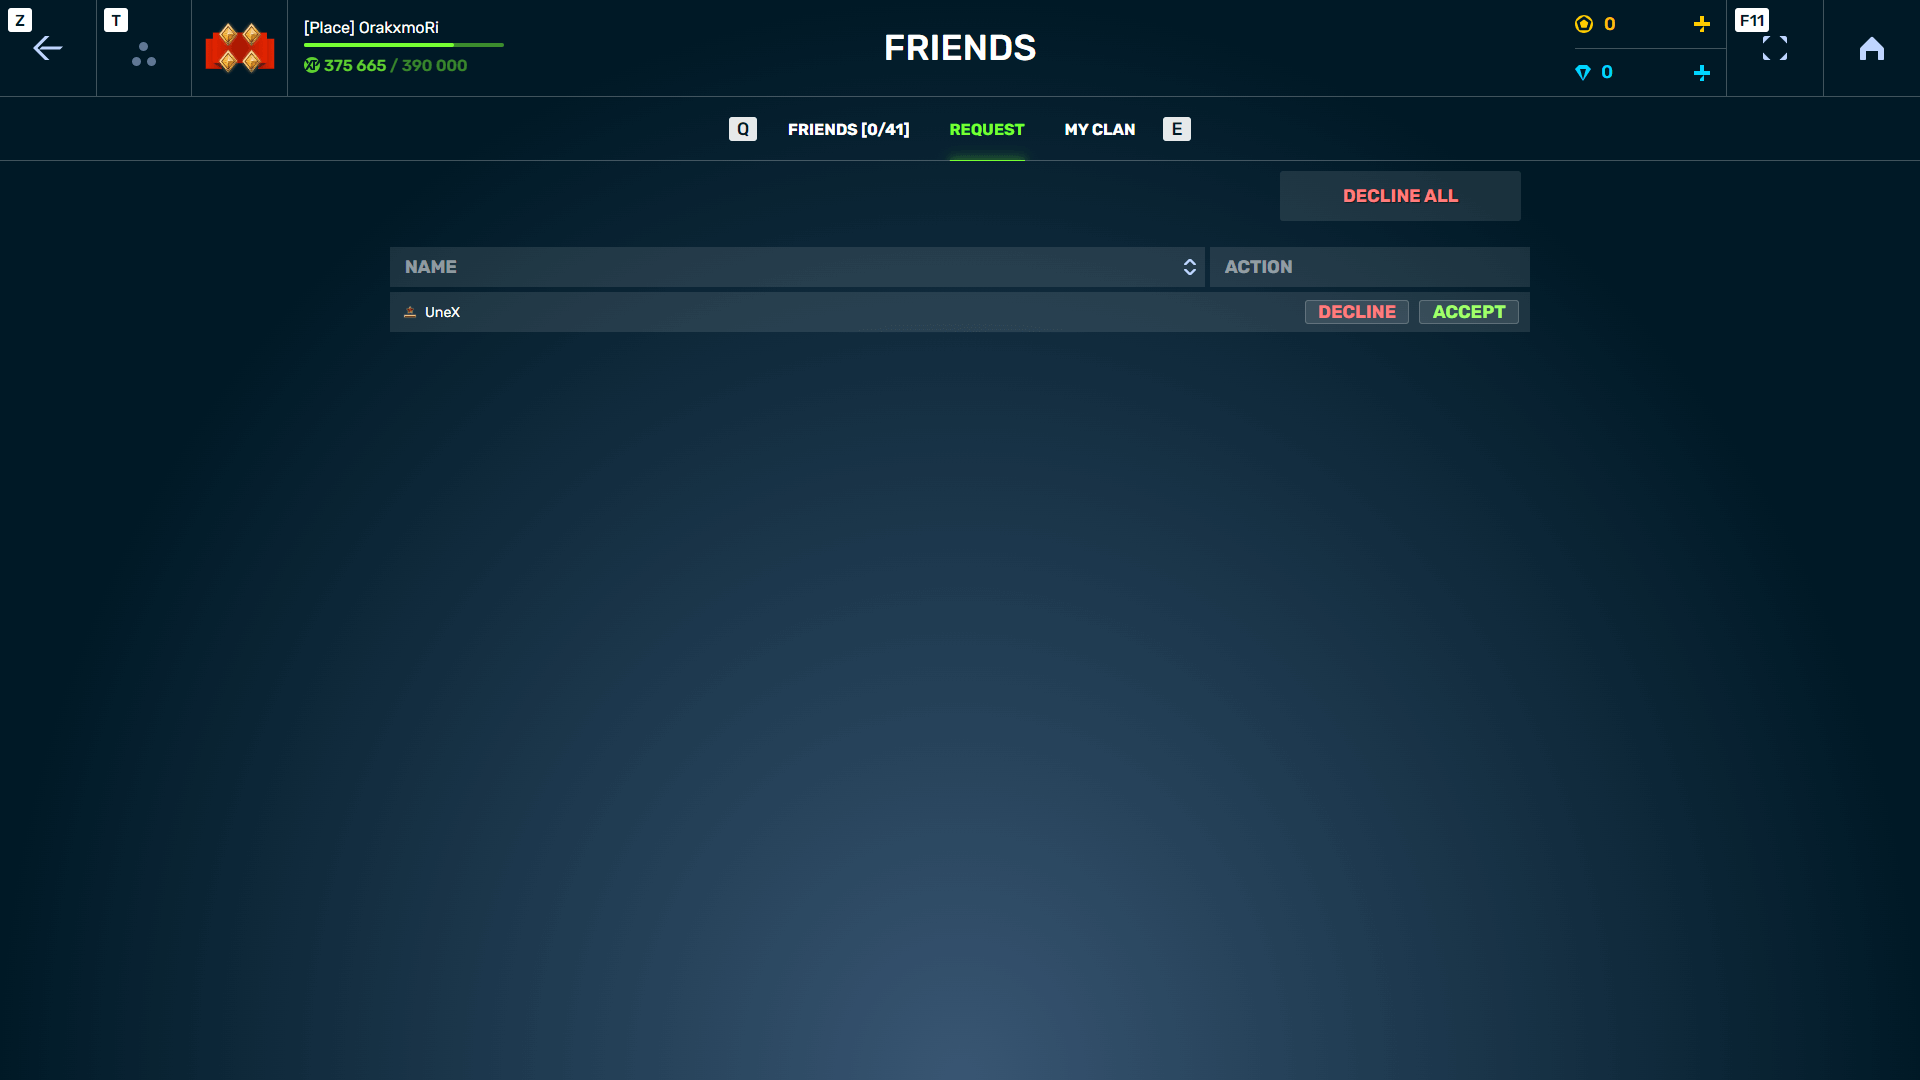 Z
T
[Place] OrakxmoRi
XP 375 665 / 390 000
FRIENDS
0
0
F11
Q FRIENDS [0/41] REQUEST MY CLAN E
DECLINE ALL
NAME ACTION
UneX DECLINE ACCEPT